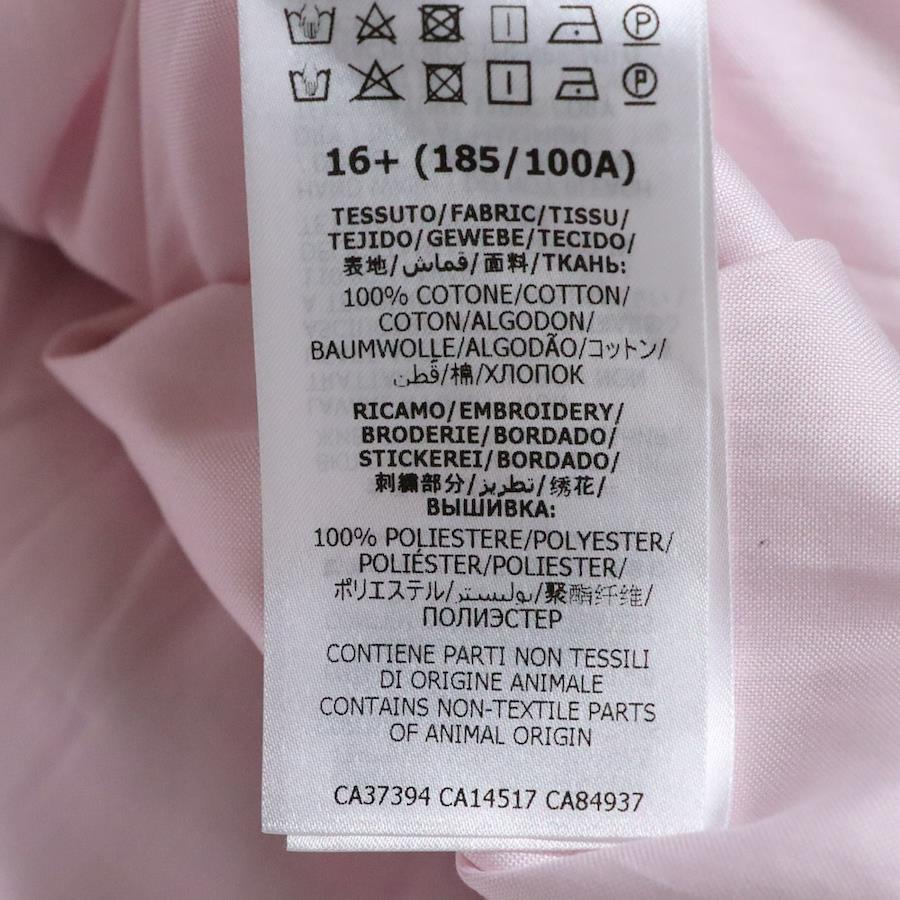 P
P
16+ (185/100A)
TESSUTO/FABRIC/TISSU/
TEJIDO/GEWEBE/TECIDO/
表地/قماش/面料/ТКАНЬ:
100% COTONE/COTTON/
COTON/ALGODON/
BAUMWOLLE/ALGODÃO/コットン/
قطن/棉/ХЛОПОК
RICAMO/EMBROIDERY/
BRODERIE/BORDADO/
STICKEREI/BORDADO/
刺繍部分/تطريز/绣花/
ВЫШИВКА:
100% POLIESTERE/POLYESTER/
POLIÉSTER/POLIESTER/
ポリエステル/بوليستر/聚酯纤维/
ПОЛИЭСТЕР
CONTIENE PARTI NON TESSILI
DI ORIGINE ANIMALE
CONTAINS NON-TEXTILE PARTS
OF ANIMAL ORIGIN
CA37394 CA14517 CA84937